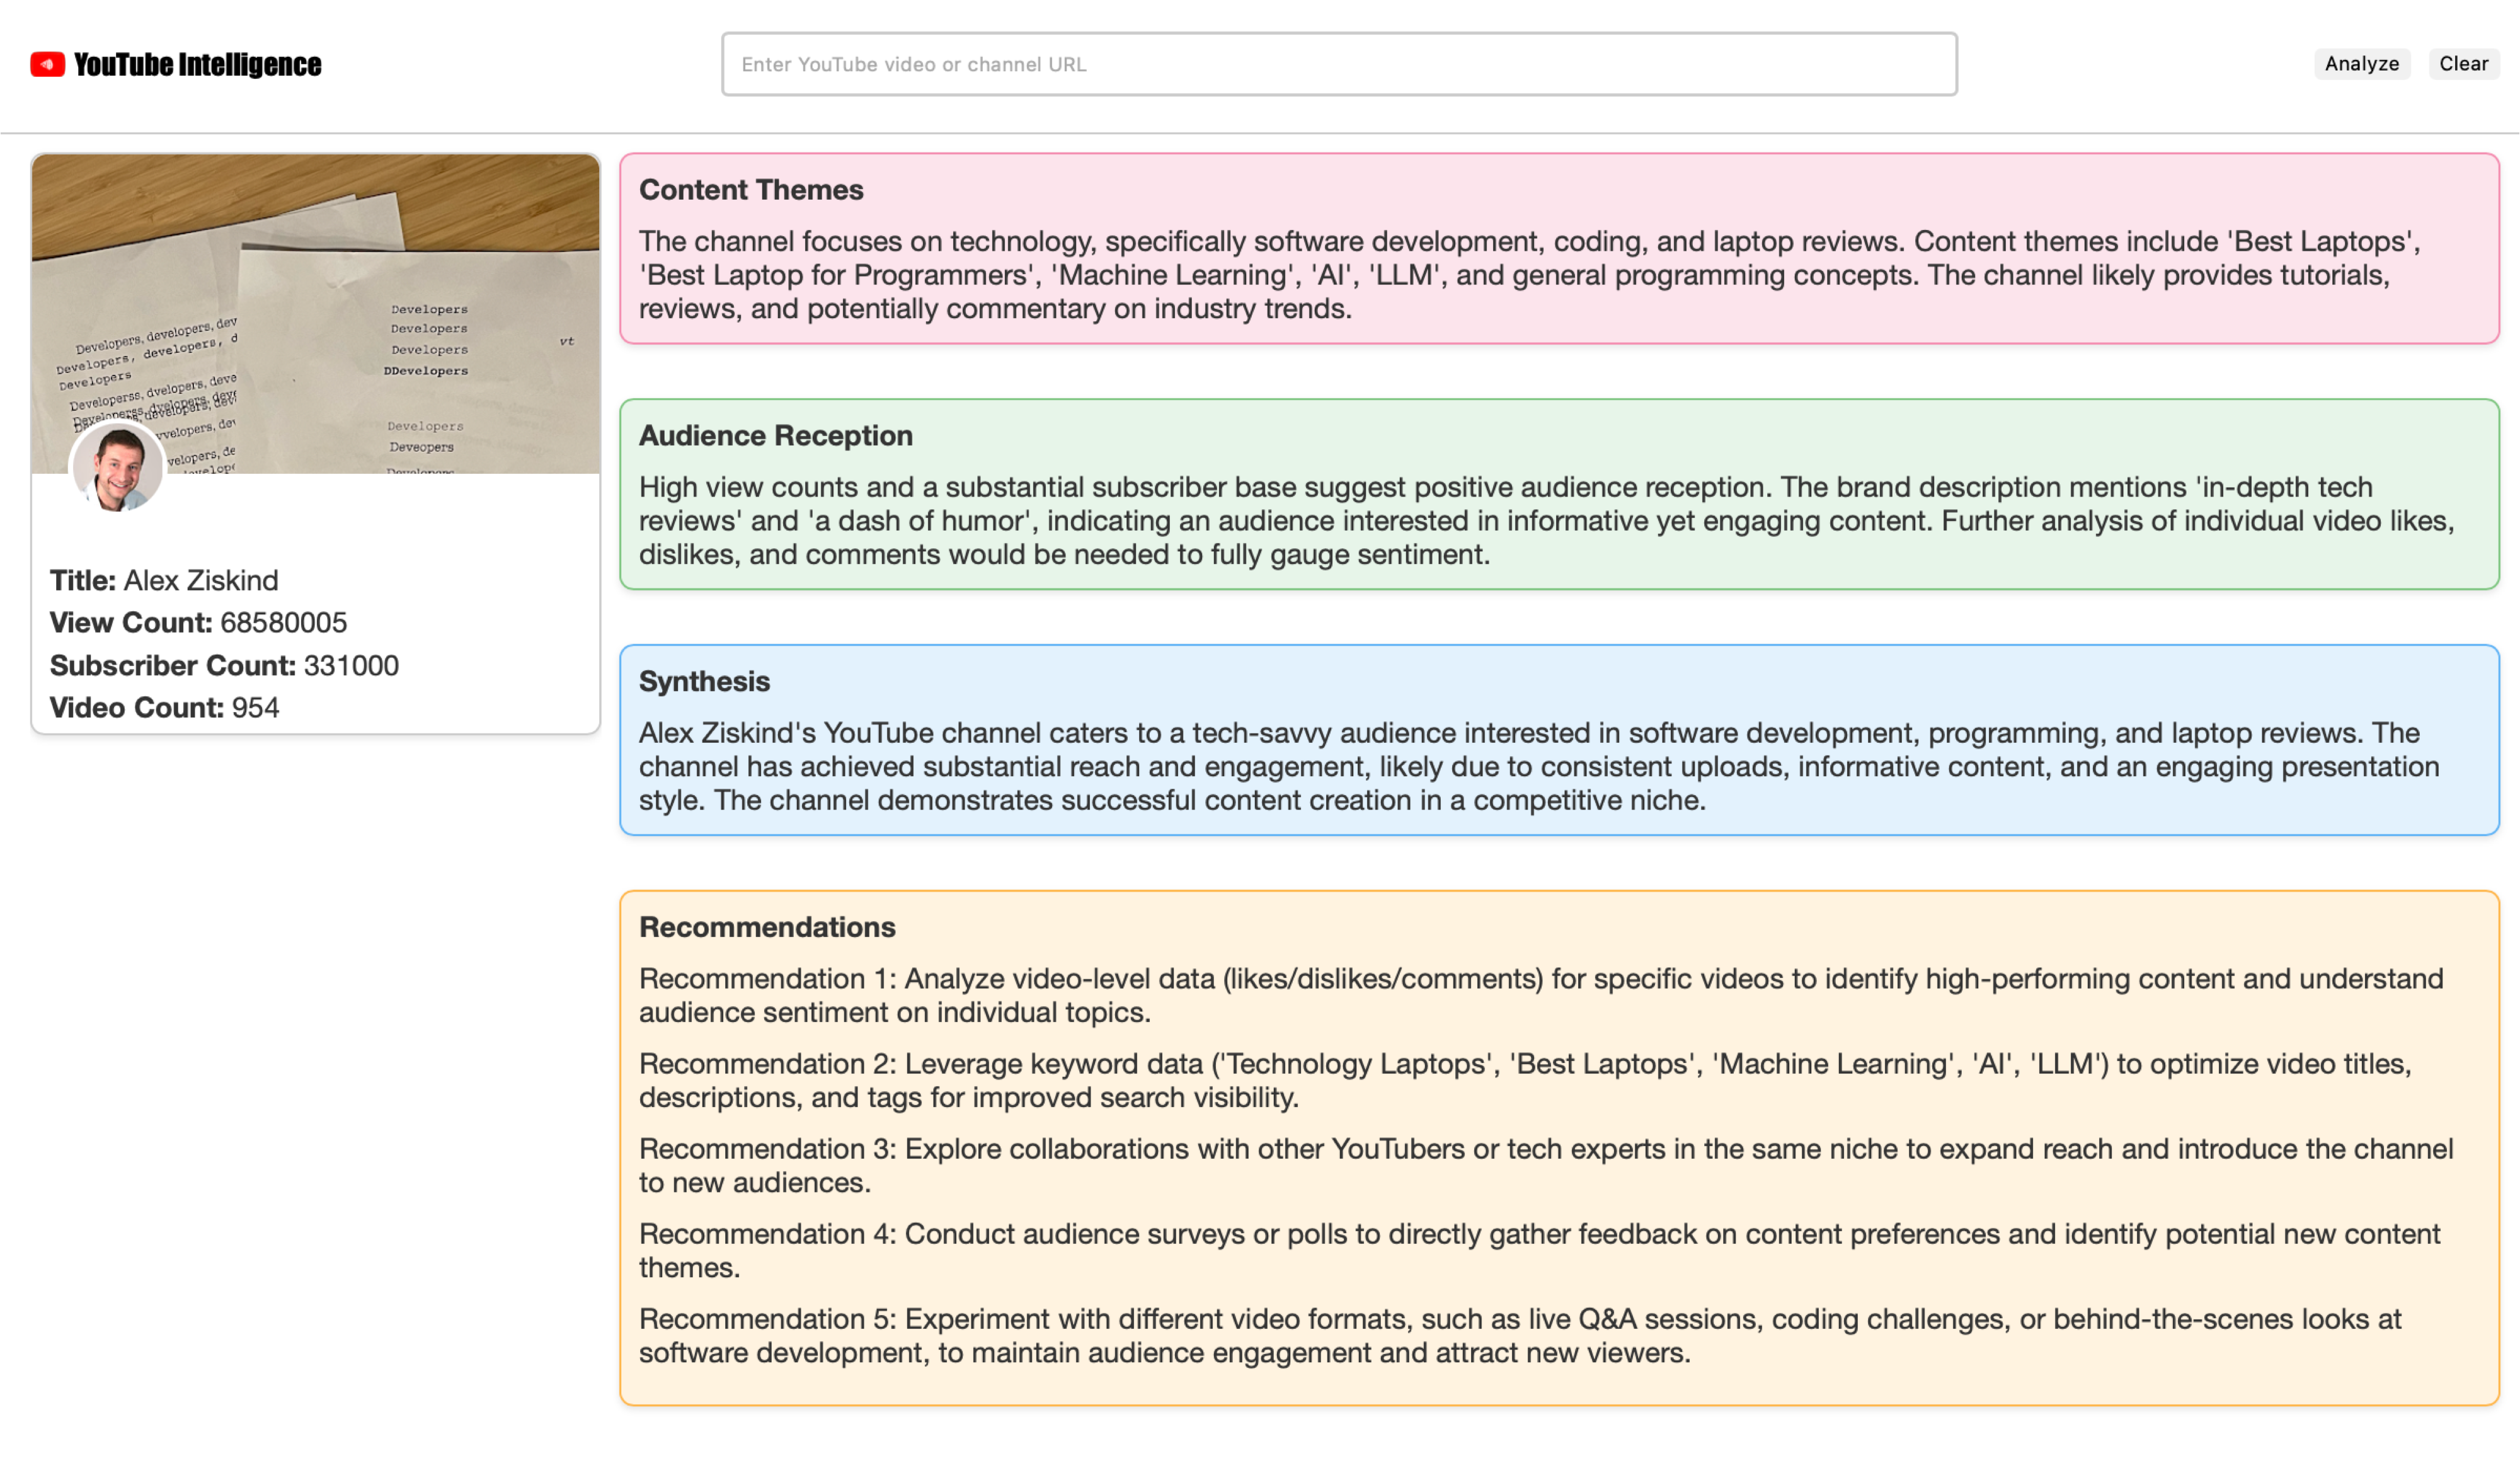 YouTube Intelligence
Enter YouTube video or channel URL
Analyze
Clear
Developers, developers, dev
Developers, developers, d
Developers
Developerss, dvelopers, deve
vvelopers, dev
velopers, de
Developers
Developers
Developers
DDevelopers
vt
Developers
Deveopers
Title: Alex Ziskind
View Count: 68580005
Subscriber Count: 331000
Video Count: 954
Content Themes
The channel focuses on technology, specifically software development, coding, and laptop reviews. Content themes include 'Best Laptops',
'Best Laptop for Programmers', 'Machine Learning', 'AI', 'LLM', and general programming concepts. The channel likely provides tutorials,
reviews, and potentially commentary on industry trends.
Audience Reception
High view counts and a substantial subscriber base suggest positive audience reception. The brand description mentions 'in-depth tech
reviews' and 'a dash of humor', indicating an audience interested in informative yet engaging content. Further analysis of individual video likes,
dislikes, and comments would be needed to fully gauge sentiment.
Synthesis
Alex Ziskind's YouTube channel caters to a tech-savvy audience interested in software development, programming, and laptop reviews. The
channel has achieved substantial reach and engagement, likely due to consistent uploads, informative content, and an engaging presentation
style. The channel demonstrates successful content creation in a competitive niche.
Recommendations
Recommendation 1: Analyze video-level data (likes/dislikes/comments) for specific videos to identify high-performing content and understand
audience sentiment on individual topics.
Recommendation 2: Leverage keyword data ('Technology Laptops', 'Best Laptops', 'Machine Learning', 'AI', 'LLM') to optimize video titles,
descriptions, and tags for improved search visibility.
Recommendation 3: Explore collaborations with other YouTubers or tech experts in the same niche to expand reach and introduce the channel
to new audiences.
Recommendation 4: Conduct audience surveys or polls to directly gather feedback on content preferences and identify potential new content
themes.
Recommendation 5: Experiment with different video formats, such as live Q&A sessions, coding challenges, or behind-the-scenes looks at
software development, to maintain audience engagement and attract new viewers.